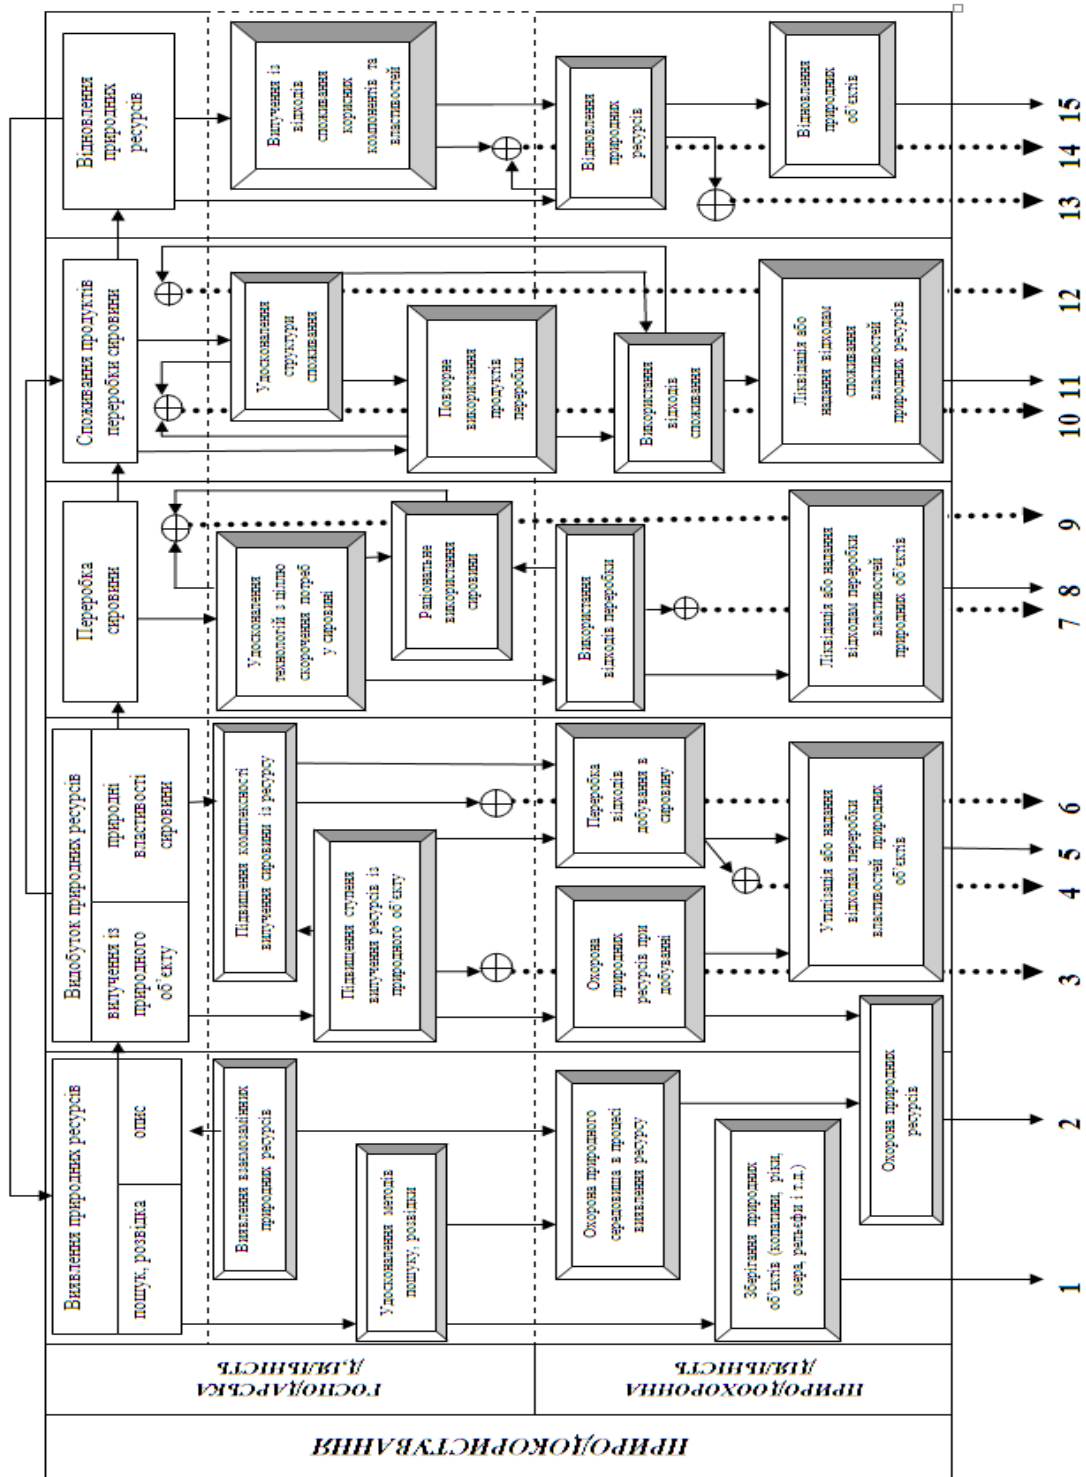 ПРИРОДОКОРИСТУВАННЯ
ГОСПОДАРСЬКА
ДІЯЛЬНІСТЬ
ПРИРОДООХОРОННА
ДІЯЛЬНІСТЬ
Виявлення природних ресурсів
пошук, розвідка
опис
Виявлення взаємозамінних
природних ресурсів
Удосконалення методів
пошуку, розвідки
Охорона природного
середовища в процесі
виявлення ресурсу
Зберігання природних
об'єктів (копалини, ріки,
озера, рельєфи і т.д.)
Охорона природних
ресурсів
Видобуток природних ресурсів
вилучення із
природного
об'єкту
природні
властивості
сировини
Підвищення комплексності
вилучення сировини із ресурсу
Підвищення ступеня
вилучення ресурсів із
природного об'єкту
Охорона
природних
ресурсів при
добуванні
Переробка
відходів
добування в
сировину
Утилізація або надання
відходам переробки
властивостей природних
об'єктів
Переробка
сировини
Удосконалення
технологій з ціллю
скорочення потреб
у сировині
Раціональне
використання
сировини
Використання
відходів переробки
Ліквідація або надання
відходам переробки
властивостей
природних об'єктів
Споживання продуктів
переробки сировини
Удосконалення
структури
споживання
Повторне
використання
продуктів
переробки
Використання
відходів
споживання
Ліквідація або
надання відходам
споживання
властивостей
природних ресурсів
Відновлення
природних
ресурсів
Вилучення із
відходів
споживання
корисних
компонентів та
властивостей
Відновлення
природних
ресурсів
Відновлення
природних
об'єктів
1
2
3
4
5
6
7
8
9
10
11
12
13
14
15